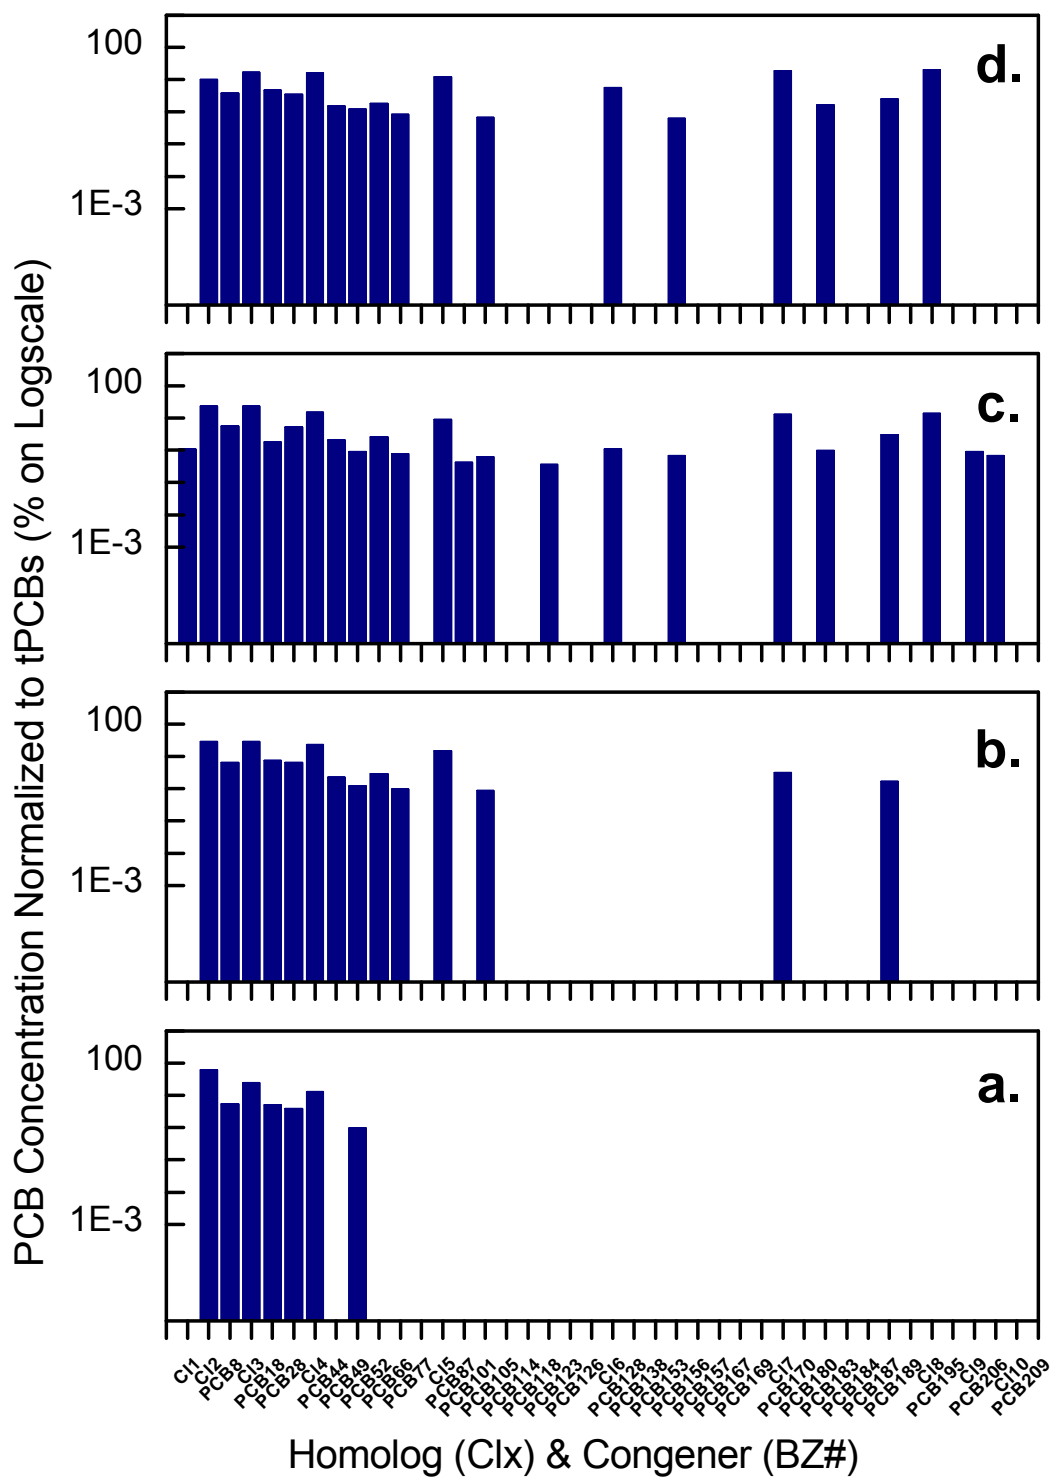 PCB Concentration Normalized to tPCBs (% on Logscale)
100
1E-3
d.
100
1E-3
c.
100
1E-3
b.
100
1E-3
a.
Cl1
Cl2
PCB8
Cl3
PCB18
PCB28
Cl4
PCB44
PCB49
PCB52
PCB66
PCB77
Cl5
PCB87
PCB101
PCB105
PCB114
PCB118
PCB123
PCB126
Cl6
PCB128
PCB138
PCB153
PCB156
PCB157
PCB167
PCB169
Cl7
PCB170
PCB180
PCB183
PCB184
PCB187
PCB189
Cl8
PCB195
Cl9
PCB206
Cl10
PCB209
Homolog (Clx) & Congener (BZ#)